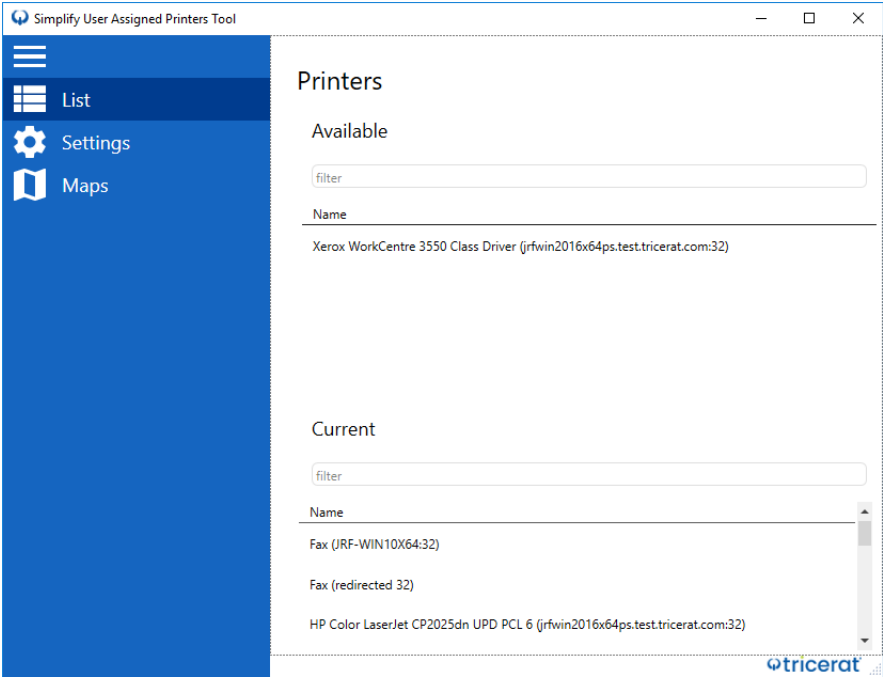 Simplify User Assigned Printers Tool
List
Settings
Maps
Printers
Available
filter
Name
Xerox WorkCentre 3550 Class Driver (jrfwin2016x64ps.test.tricerat.com:32)
Current
filter
Name
Fax (JRF-WIN10X64:32)
Fax (redirected 32)
HP Color LaserJet CP2025dn UPD PCL 6 (jrfwin2016x64ps.test.tricerat.com:32)
tricerat